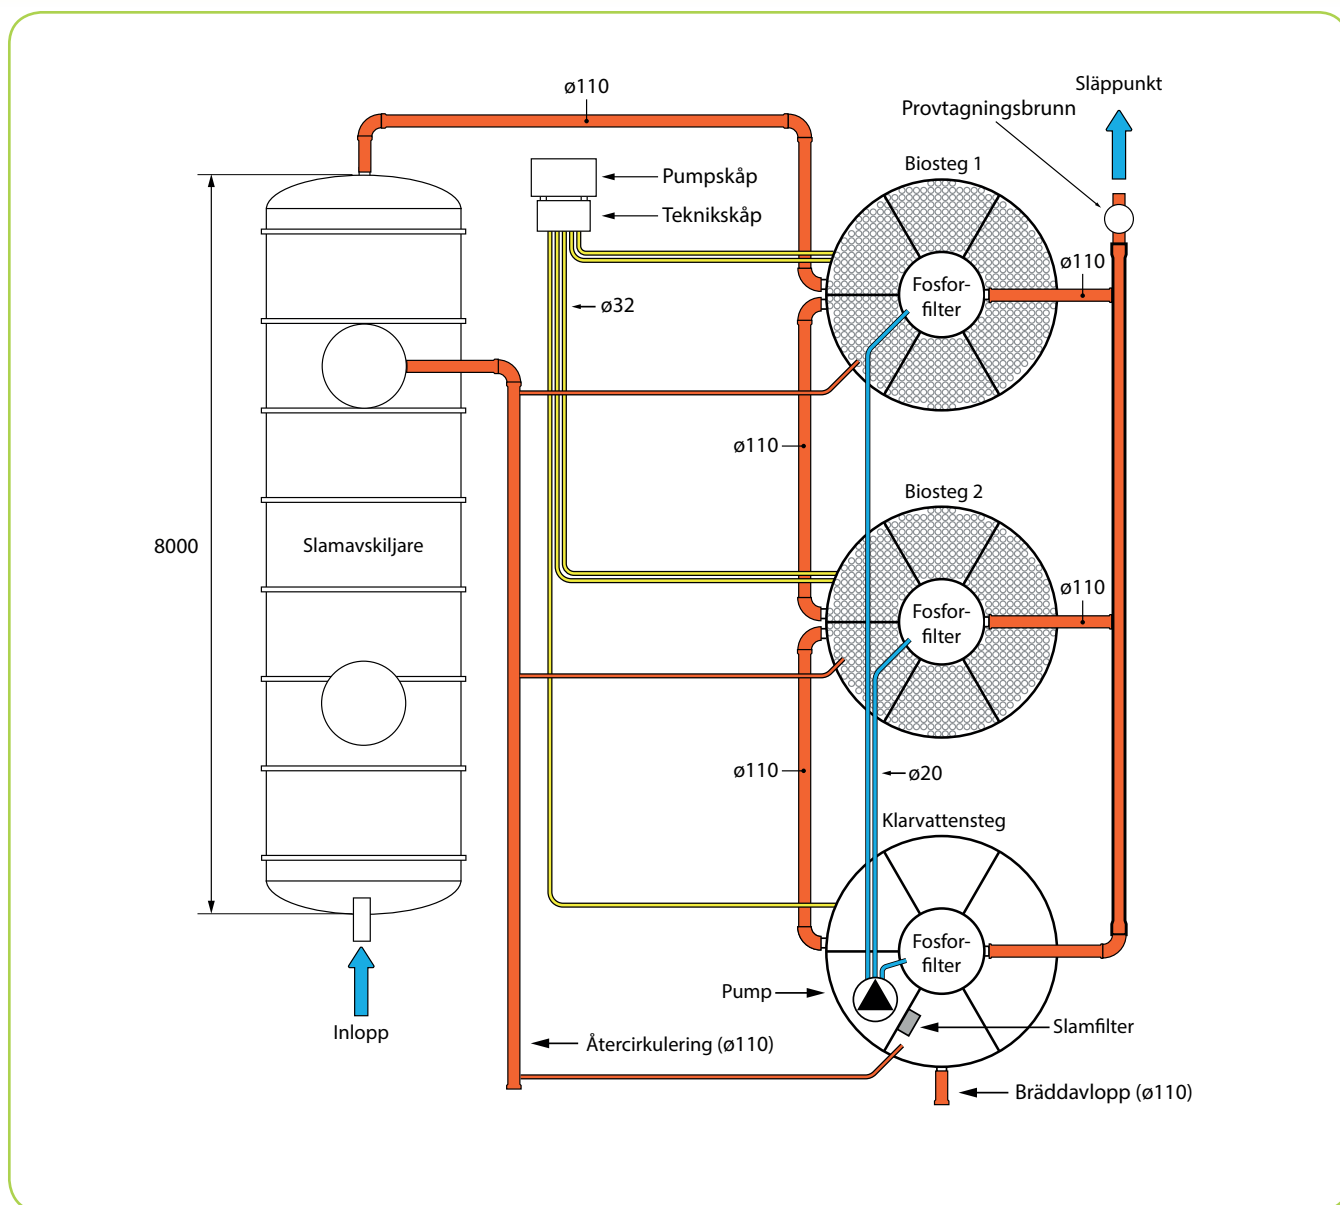 ø110
Släppunkt
Provtagningsbrunn
Biosteg 1
Pumpskåp
Teknikskåp
ø110
Fosfor-
filter
ø32
ø110
Biosteg 2
8000
Slamavskiljare
ø110
Fosfor-
filter
ø110
ø20
Klarvattensteg
Fosfor-
filter
Pump
Inlopp
Återcirkulering (ø110)
Slamfilter
Bräddavlopp (ø110)